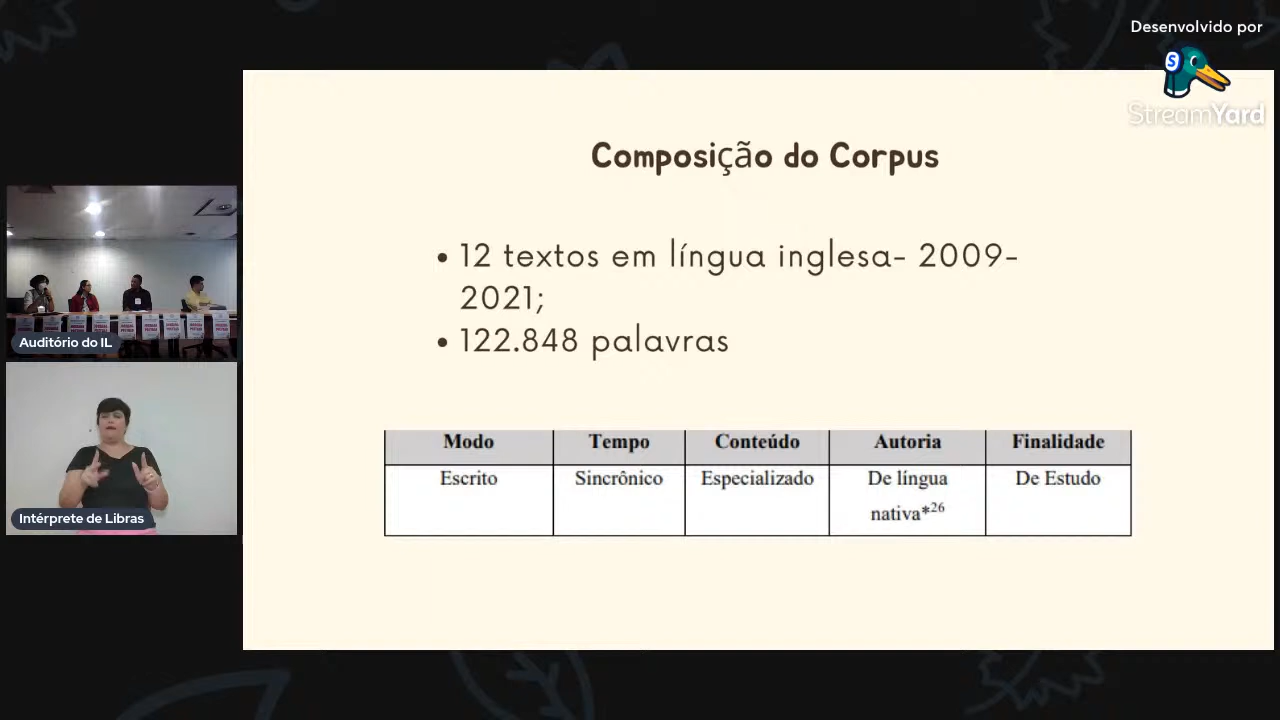 Desenvolvido por
StreamYard
Composição do Corpus
• 12 textos em língua inglesa- 2009-
2021;
• 122.848 palavras
Modo Tempo Conteúdo Autoria Finalidade
Escrito Sincrônico Especializado De língua De Estudo
nativa*26
Auditório do IL
Intérprete de Libras